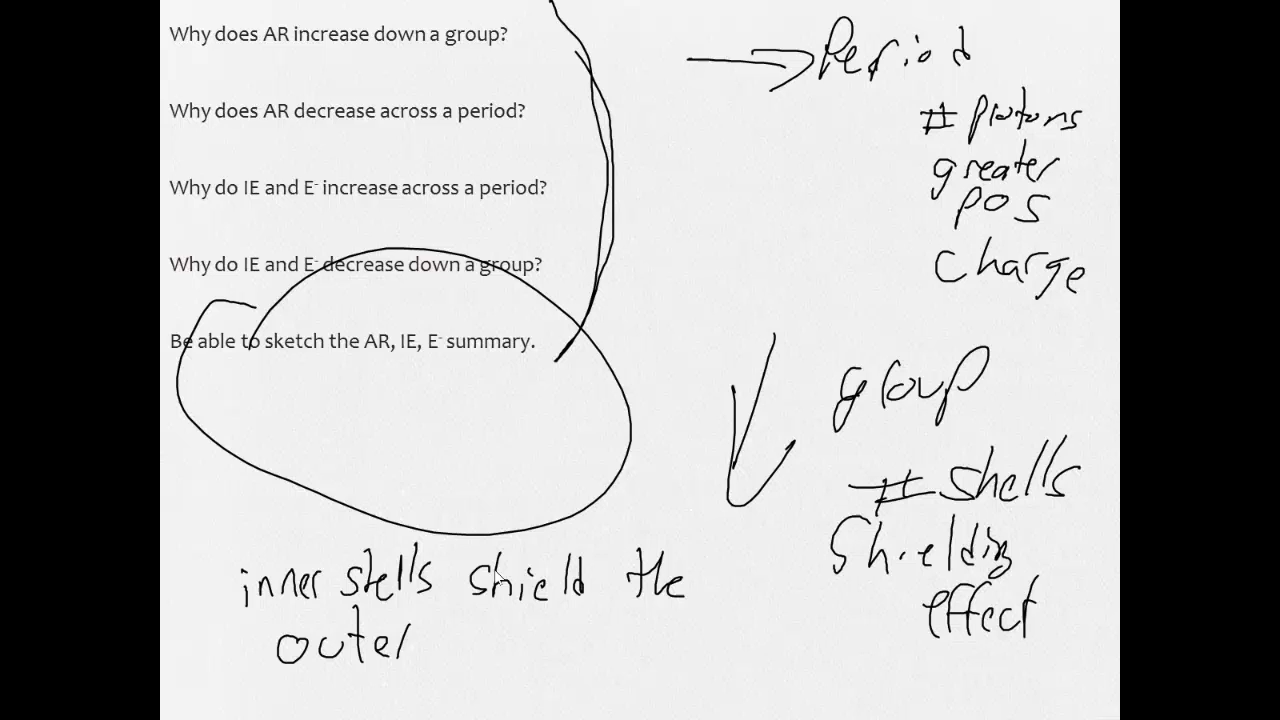 Why does AR increase down a group?
Why does AR decrease across a period?
Why do IE and E⁻ increase across a period?
Why do IE and E⁻ decrease down a group?
Be able to sketch the AR, IE, E⁻ summary.
inner shells shield the
outer
Period
# protons
greater
pos
charge
group
# shells
Shielding
effect